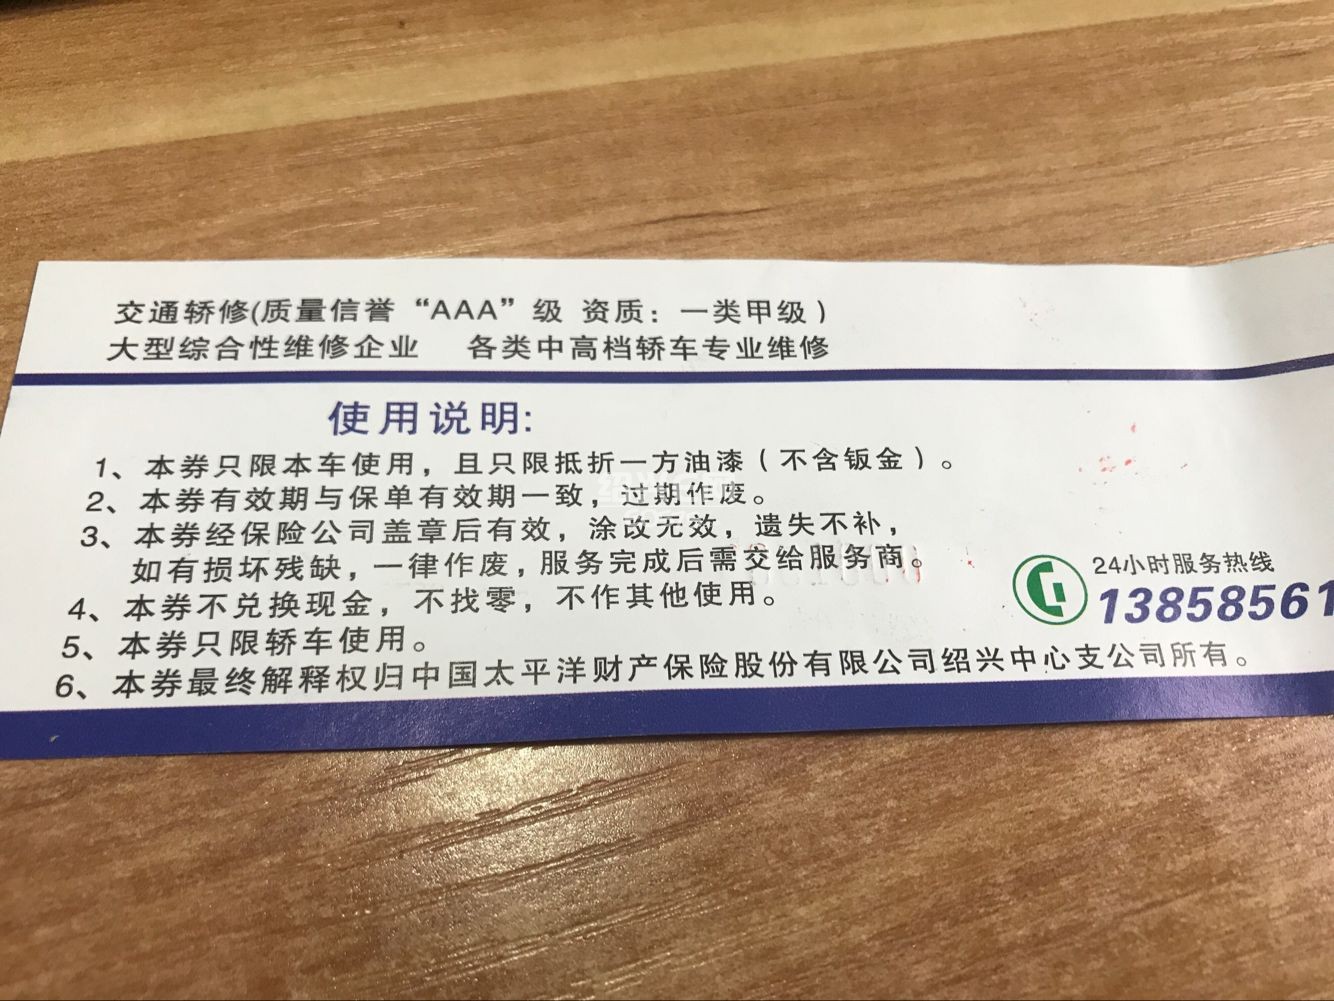 交通轿修(质量信誉“AAA”级 资质：一类甲级)
大型综合性维修企业 各类中高档轿车专业维修
使用说明:
1、本券只限本车使用，且只限抵折一方油漆（不含钣金）。
2、本券有效期与保单有效期一致，过期作废。
3、本券经保险公司盖章后有效，涂改无效，遗失不补，
如有损坏残缺，一律作废，服务完成后需交给服务商。
4、本券不兑换现金，不找零，不作其他使用。
5、本券只限轿车使用。
6、本券最终解释权归中国太平洋财产保险股份有限公司绍兴中心支公司所有。
24小时服务热线
13858561